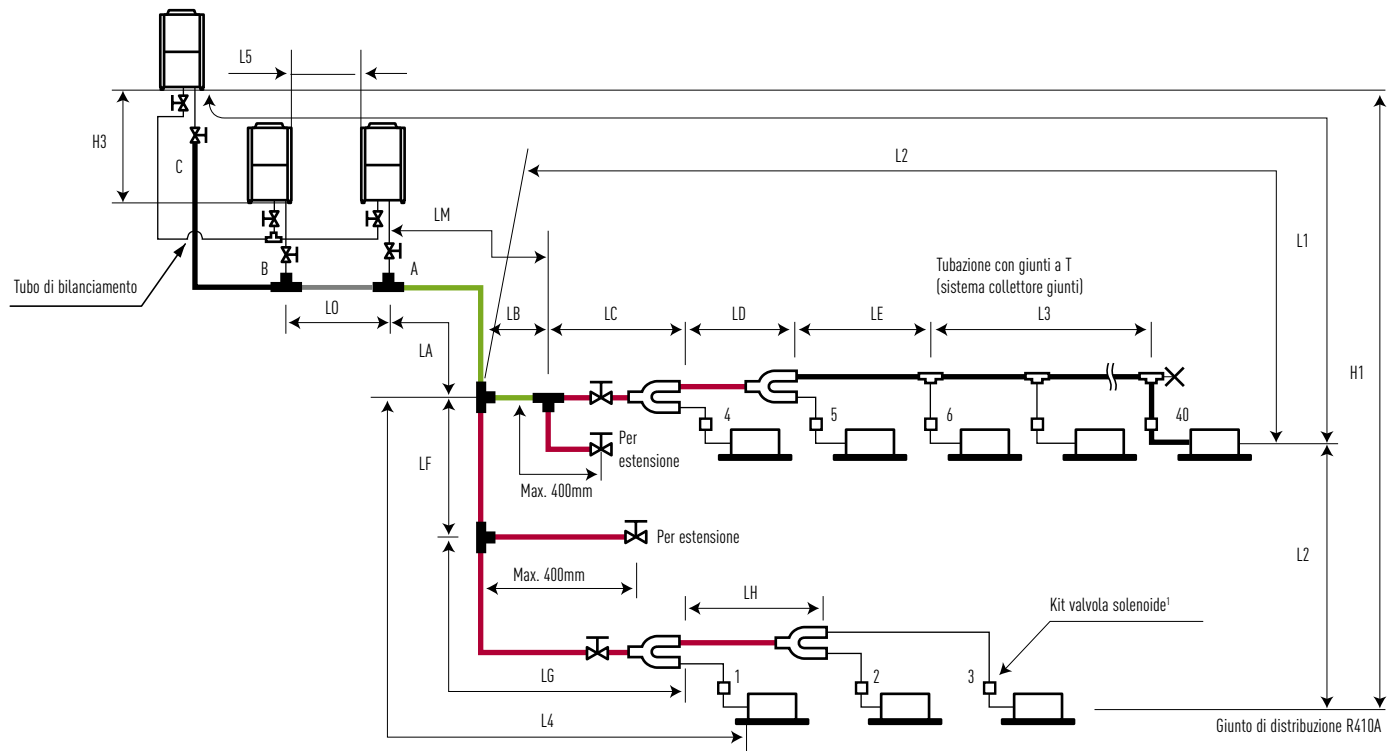 L5
H3
C
L2
LM
L1
Tubo di bilanciamento
B
A
Tubazione con giunti a T
(sistema collettore giunti)
LO
LB
LC
LD
LE
L3
LA
H1
4
5
6
40
Per
estensione
LF
Max. 400mm
Per estensione
L2
Max. 400mm
LH
Kit valvola solenoide¹
1
2
3
LG
L4
Giunto di distribuzione R410A